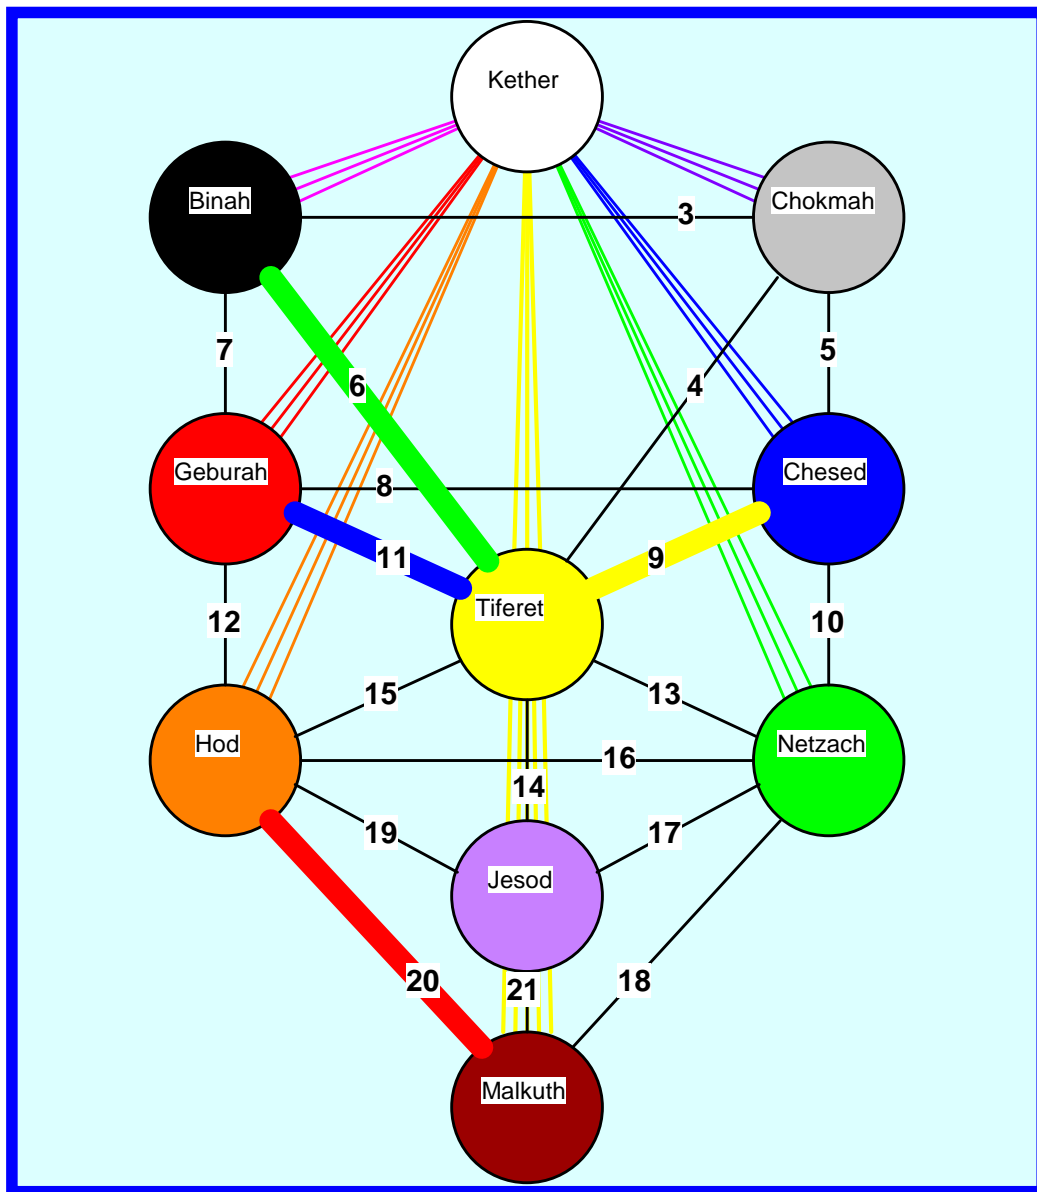 Kether
Binah
Chokmah
3
7
5
6
4
Geburah
Chesed
8
11
9
Tiferet
12
10
15
13
Hod
Netzach
16
14
19
17
Jesod
20
21
18
Malkuth